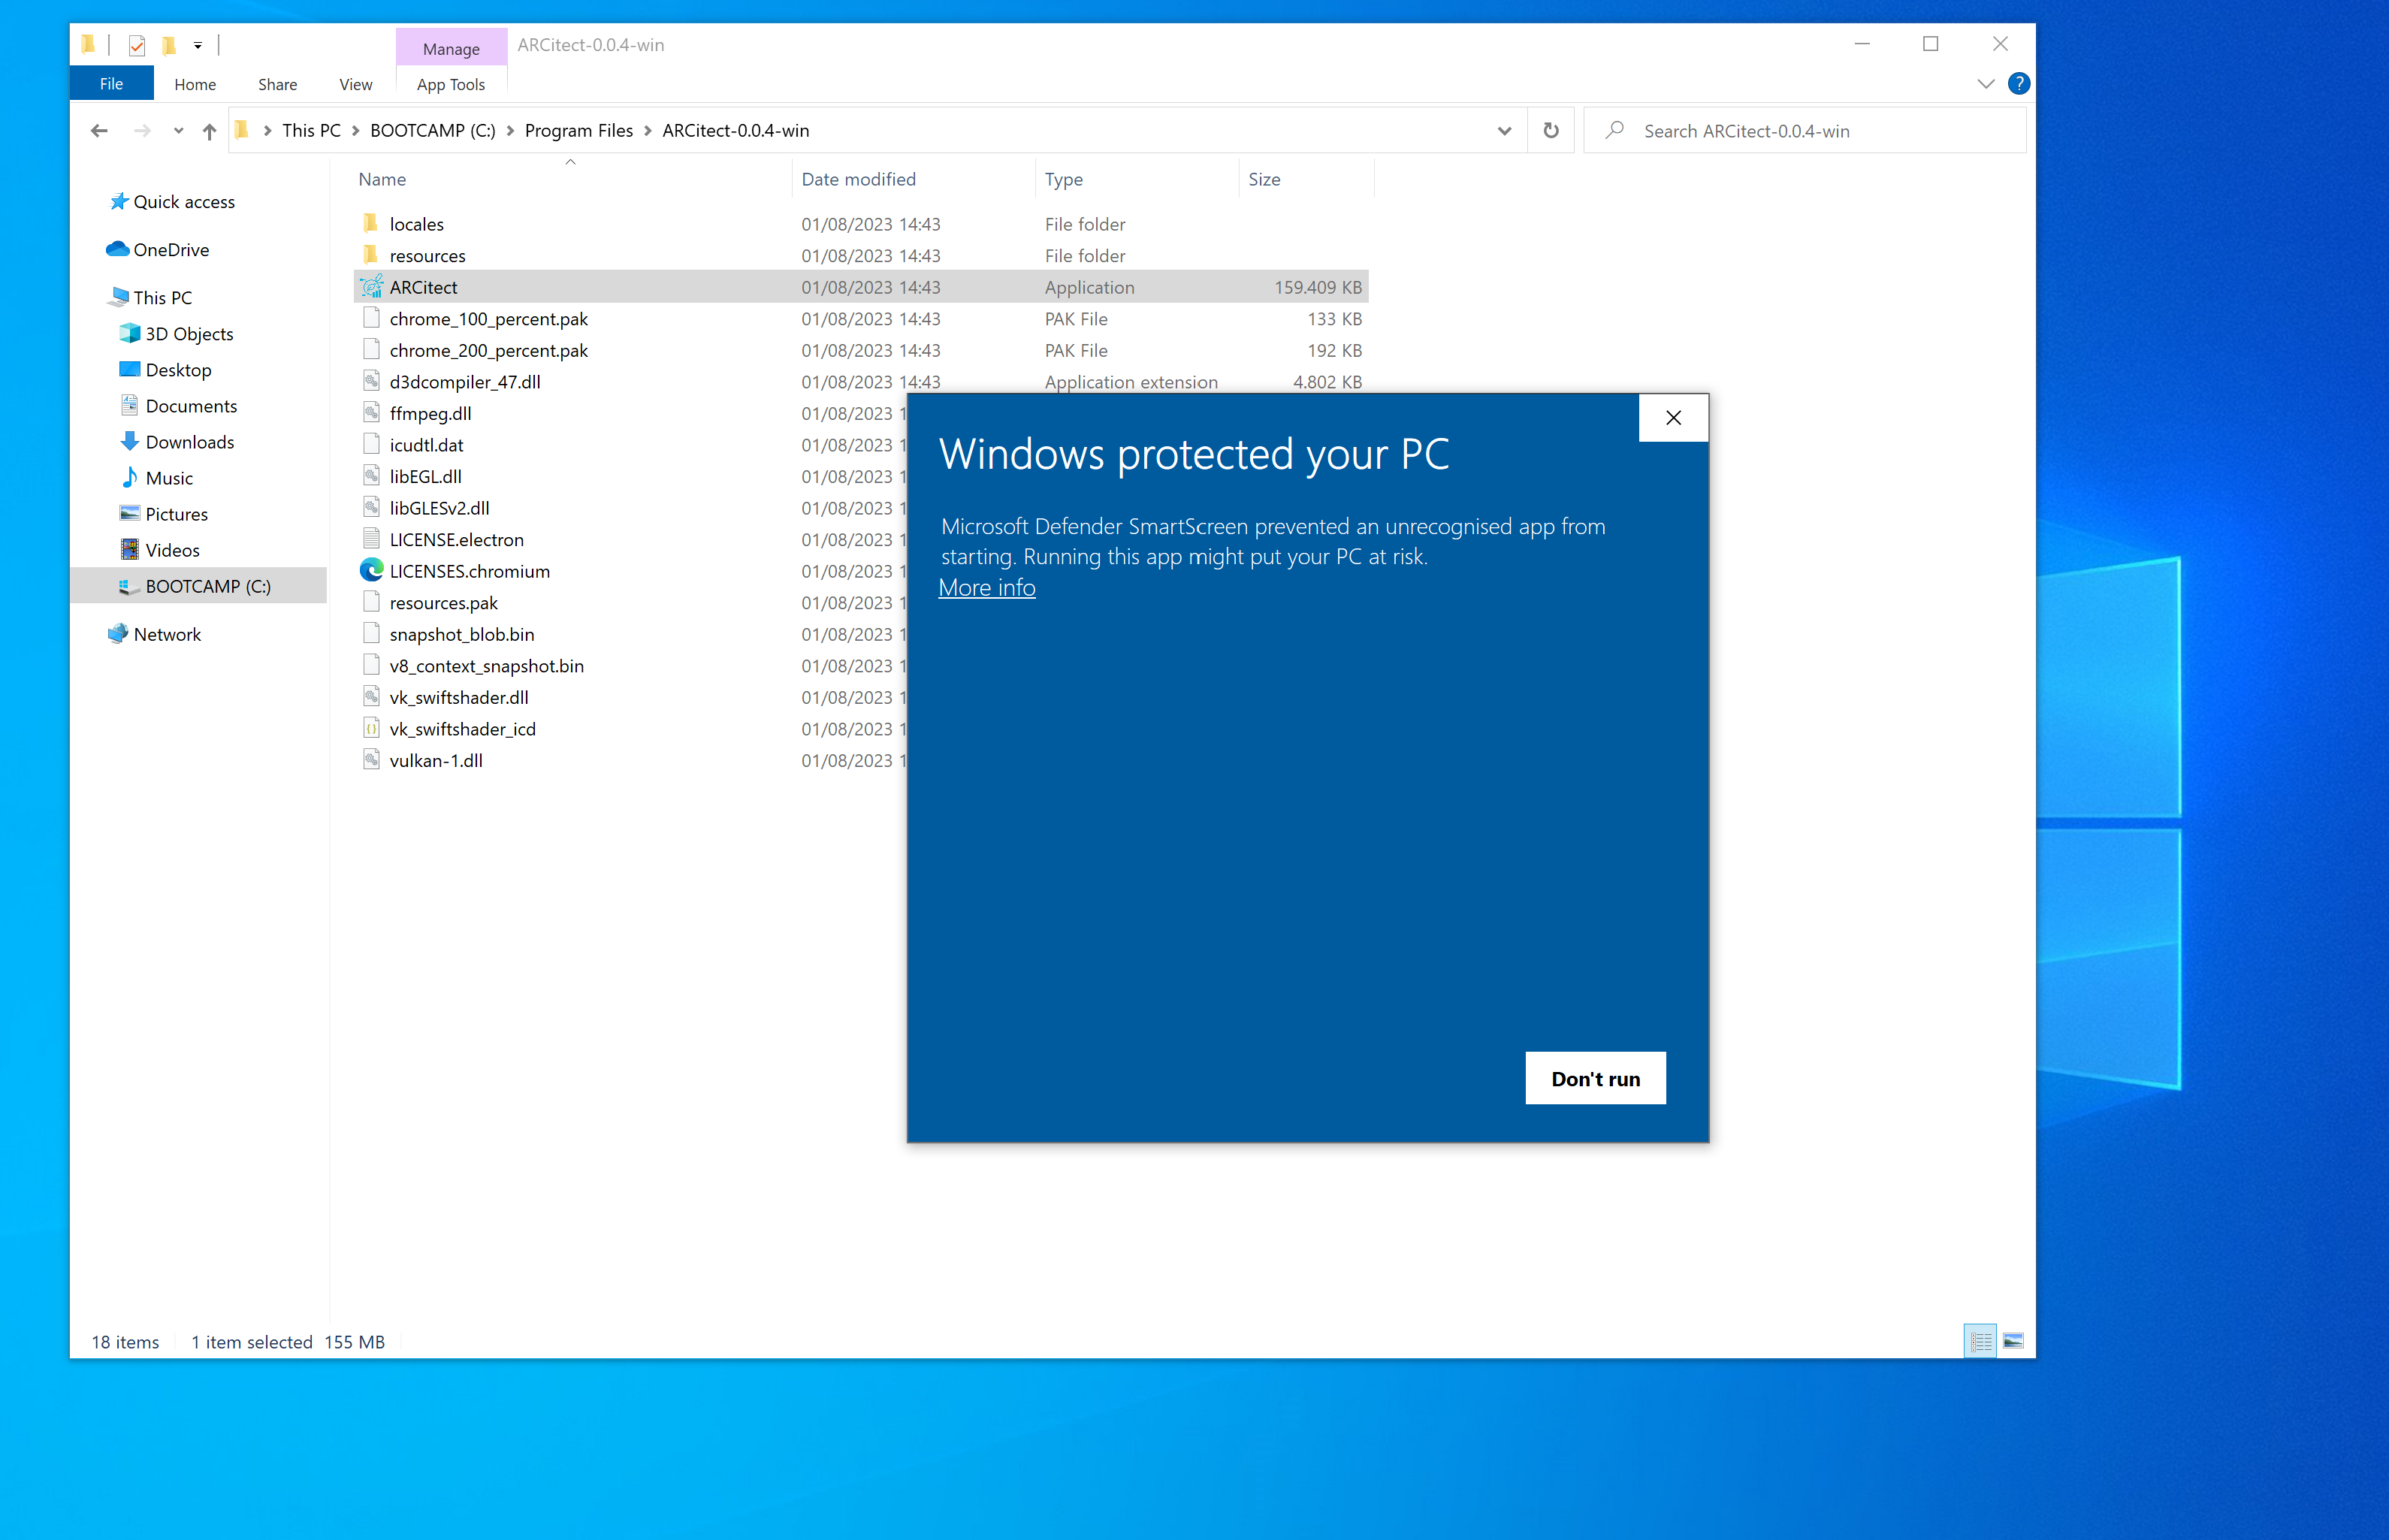 Manage
ARCitect-0.0.4-win
File
Home
Share
View
App Tools
?
This PC
BOOTCAMP (C:)
Program Files
ARCitect-0.0.4-win
Search ARCitect-0.0.4-win
Quick access
OneDrive
This PC
3D Objects
Desktop
Documents
Downloads
Music
Pictures
Videos
BOOTCAMP (C:)
Network
Name Date modified Type Size
locales 01/08/2023 14:43 File folder
resources 01/08/2023 14:43 File folder
ARCitect 01/08/2023 14:43 Application 159.409 KB
chrome_100_percent.pak 01/08/2023 14:43 PAK File 133 KB
chrome_200_percent.pak 01/08/2023 14:43 PAK File 192 KB
d3dcompiler_47.dll 01/08/2023 14:43 Application extension 4.802 KB
ffmpeg.dll 01/08/2023 1
icudtl.dat 01/08/2023 1
libEGL.dll 01/08/2023 1
libGLESv2.dll 01/08/2023 1
LICENSE.electron 01/08/2023 1
LICENSES.chromium 01/08/2023 1
resources.pak 01/08/2023 1
snapshot_blob.bin 01/08/2023 1
v8_context_snapshot.bin 01/08/2023 1
vk_swiftshader.dll 01/08/2023 1
vk_swiftshader_icd 01/08/2023 1
vulkan-1.dll 01/08/2023 1
Windows protected your PC
Microsoft Defender SmartScreen prevented an unrecognised app from
starting. Running this app might put your PC at risk.
More info
Don't run
18 items 1 item selected 155 MB